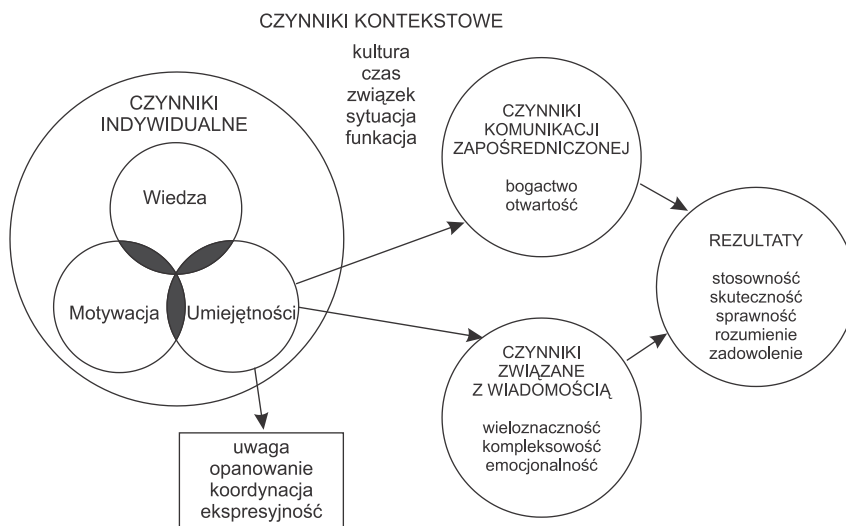 CZYNNIKI KONTEKSTOWE
kultura
czas
związek
sytuacja
funkacja
CZYNNIKI
INDYWIDUALNE
Wiedza
Motywacja
Umiejętności
uwaga
opanowanie
koordynacja
ekspresyjność
CZYNNIKI
KOMUNIKACJI
ZAPOŚREDNICZONEJ
bogactwo
otwartość
CZYNNIKI
ZWIĄZANE
Z WIADOMOŚCIĄ
wieloznaczność
kompleksowość
emocjonalność
REZULTATY
stosowność
skuteczność
sprawność
rozumienie
zadowolenie